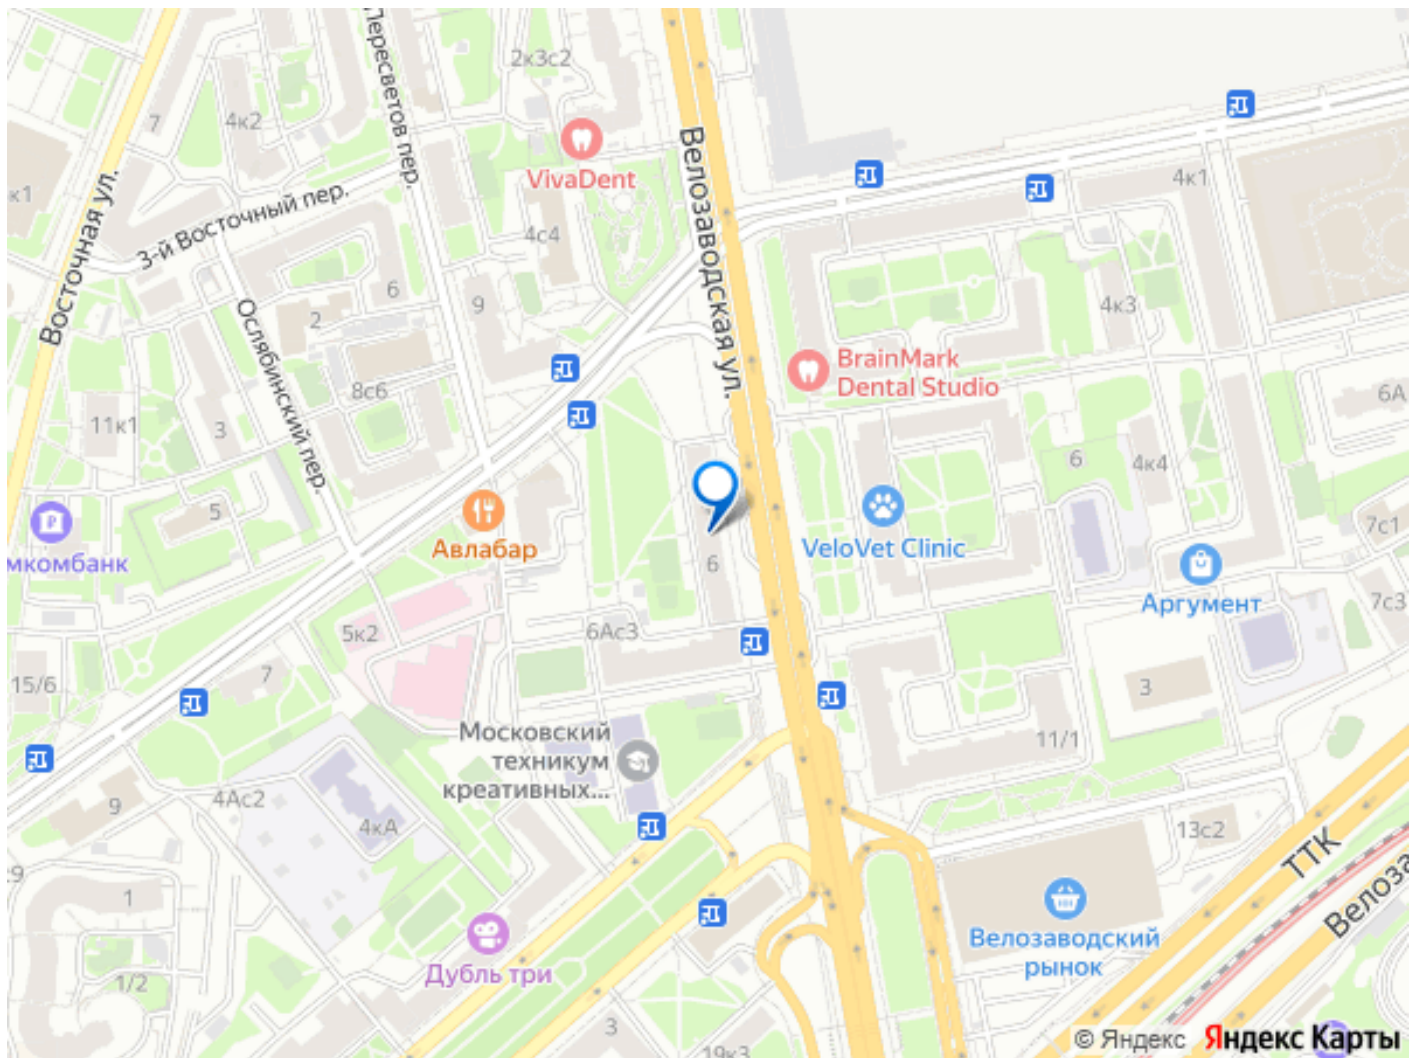 Пересветов пер.
2к3с2
7
4к2
VivaDent
Велозаводская ул.
4к1
к1
Восточная ул.
3-й Восточный пер.
4с4
6
9
2
4к3
Ослябинский пер.
BrainMark
Dental Studio
8с6
6А
11к1
3
6
4к4
5
Авлабар
VeloVet Clinic
7с1
мкомбанк
6
Аргумент
7с3
5к2
6Ас3
7
15/6
3
Московский
техникум
креативных...
11/1
4Ас2
9
4кА
13с2
ТТК
Велоза
1
Дубль три
Велозаводский
рынок
1/2
3
19к3
© Яндекс Яндекс Карты